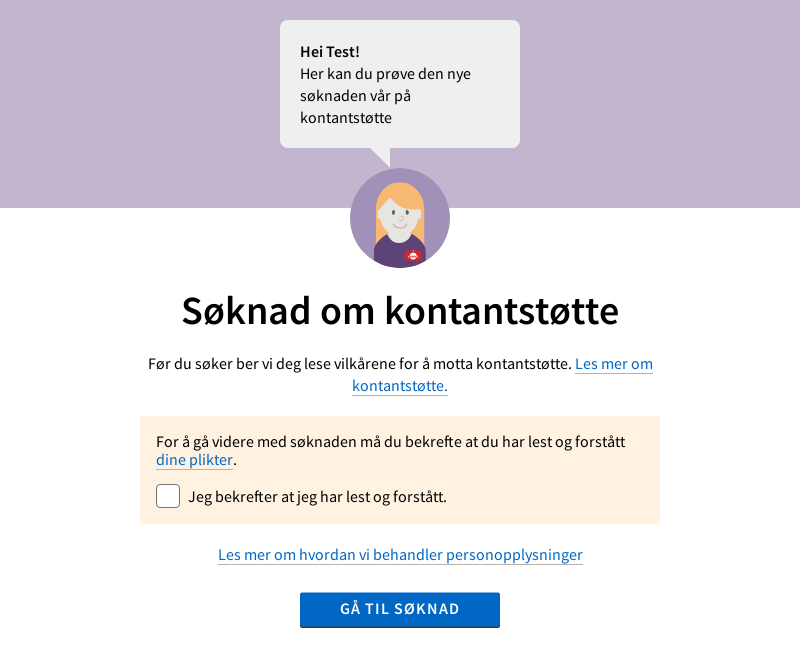 Hei Test!
Her kan du prøve den nye
søknaden vår på
kontantstøtte
Søknad om kontantstøtte
Før du søker ber vi deg lese vilkårene for å motta kontantstøtte. Les mer om
kontantstøtte.
For å gå videre med søknaden må du bekrefte at du har lest og forstått
dine plikter.
Jeg bekrefter at jeg har lest og forstått.
Les mer om hvordan vi behandler personopplysninger
GÅ TIL SØKNAD